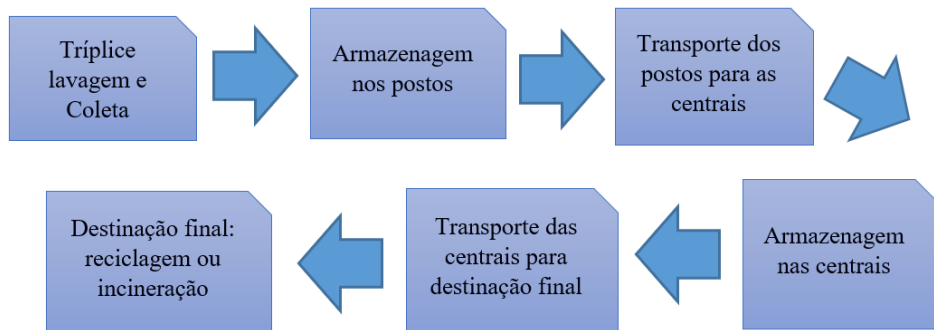 Tríplice
lavagem e
Coleta
Armazenagem
nos postos
Transporte dos
postos para as
centrais
Armazenagem
nas centrais
Transporte das
centrais para
destinação final
Destinação final:
reciclagem ou
incineração